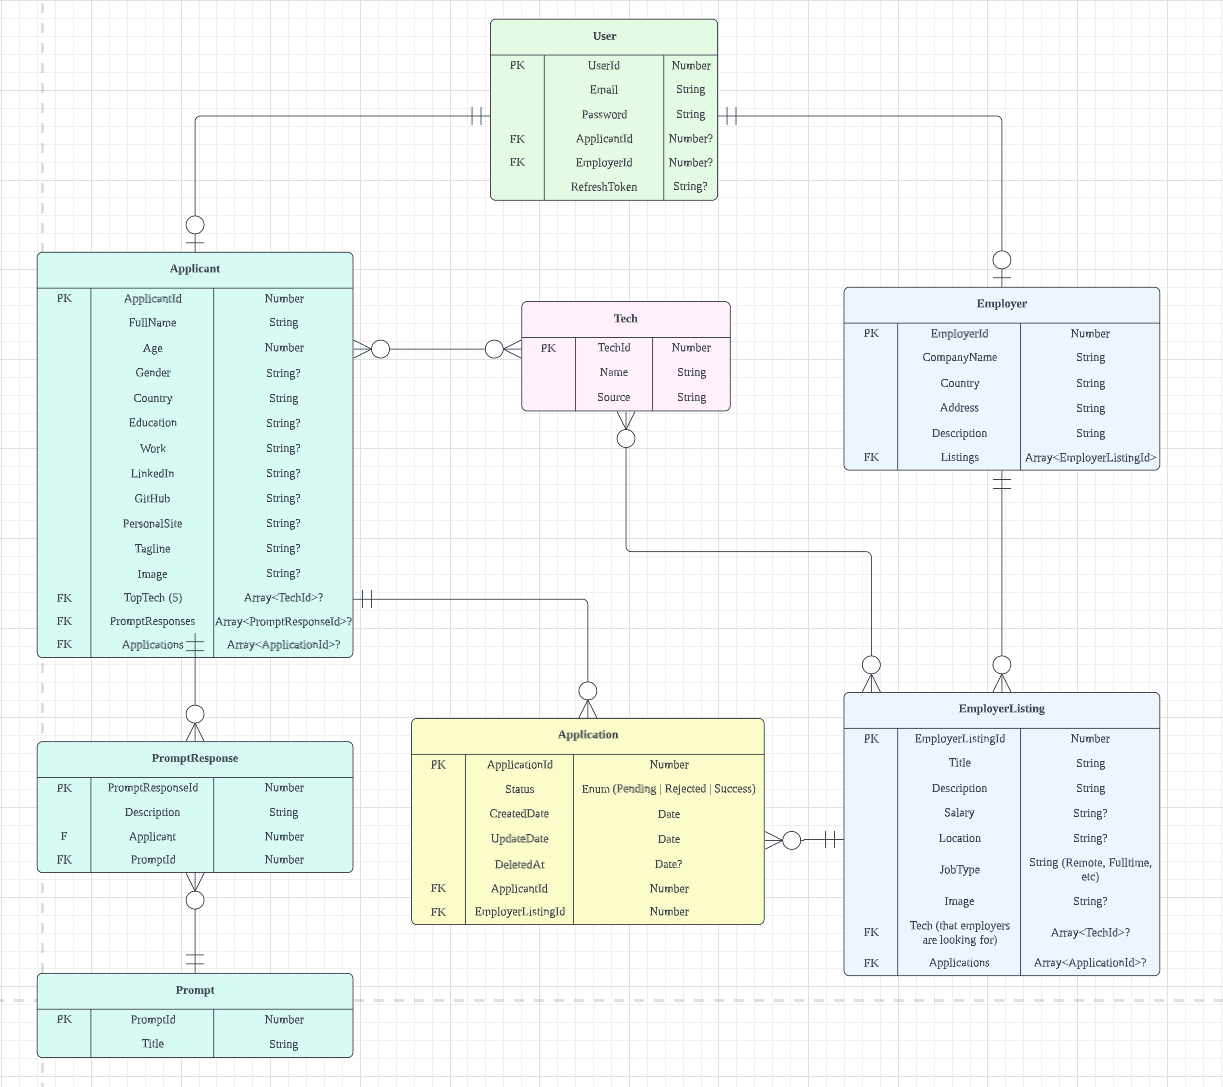 User
PK UserId Number
Email String
Password String
FK ApplicantId Number?
FK EmployerId Number?
RefreshToken String?
Applicant
PK ApplicantId Number
FullName String
Age Number
Gender String?
Country String
Education String?
Work String?
LinkedIn String?
GitHub String?
PersonalSite String?
Tagline String?
Image String?
FK TopTech (5) Array<TechId>?
FK PromptResponses Array<PromptResponseId>?
FK Applications Array<ApplicationId>?
Tech
PK TechId Number
Name String
Source String
Employer
PK EmployerId Number
CompanyName String
Country String
Address String
Description String
FK Listings Array<EmployerListingId>
PromptResponse
PK PromptResponseId Number
Description String
F Applicant Number
FK PromptId Number
Application
PK ApplicationId Number
Status Enum (Pending | Rejected | Success)
CreatedDate Date
UpdateDate Date
DeletedAt Date?
FK ApplicantId Number
FK EmployerListingId Number
EmployerListing
PK EmployerListingId Number
Title String
Description String
Salary String?
Location String?
JobType String (Remote, Fulltime,
etc)
Image String?
FK Tech (that employers
are looking for) Array<TechId>?
FK Applications Array<ApplicationId>?
Prompt
PK PromptId Number
Title String